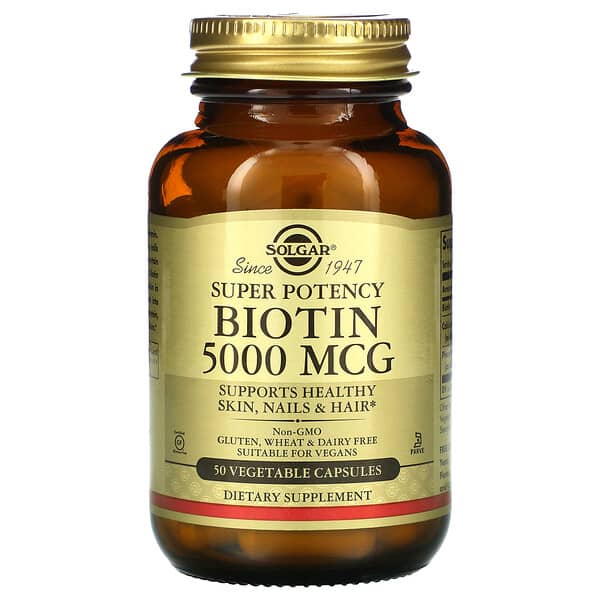 SOLGAR®
Since 1947
SUPER POTENCY
BIOTIN
5000 MCG
SUPPORTS HEALTHY
SKIN, NAILS & HAIR*
Non-GMO
GLUTEN, WHEAT & DAIRY FREE
SUITABLE FOR VEGANS
50 VEGETABLE CAPSULES
DIETARY SUPPLEMENT
GF
PARVE